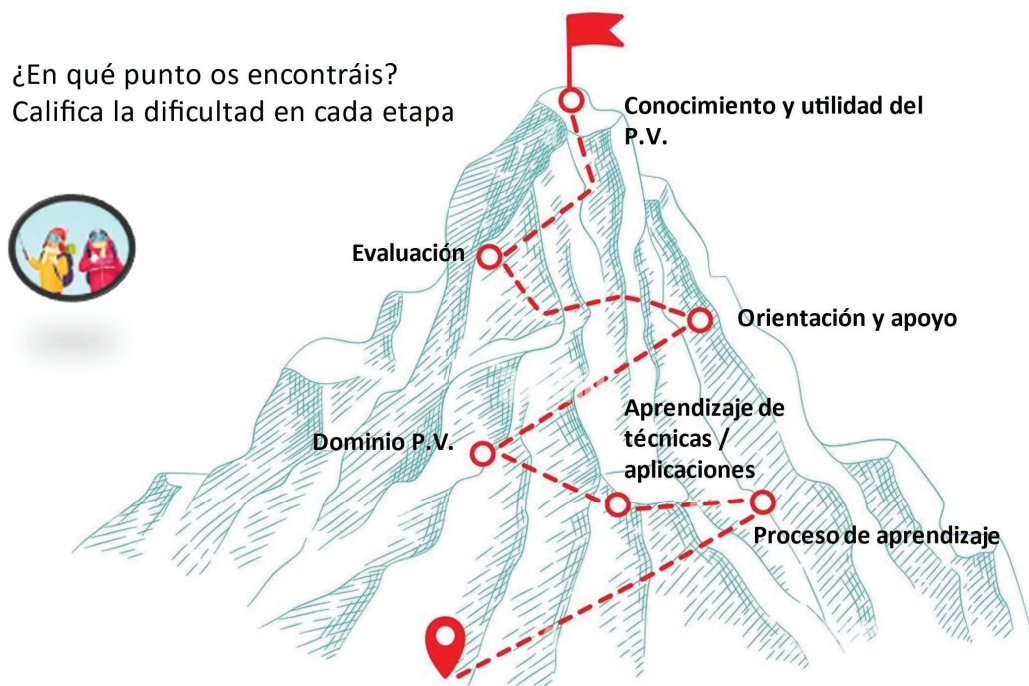 ¿En qué punto os encontráis?
Califica la dificultad en cada etapa
Conocimiento y utilidad del
P.V.
Evaluación
Orientación y apoyo
Aprendizaje de
técnicas /
aplicaciones
Dominio P.V.
Proceso de aprendizaje